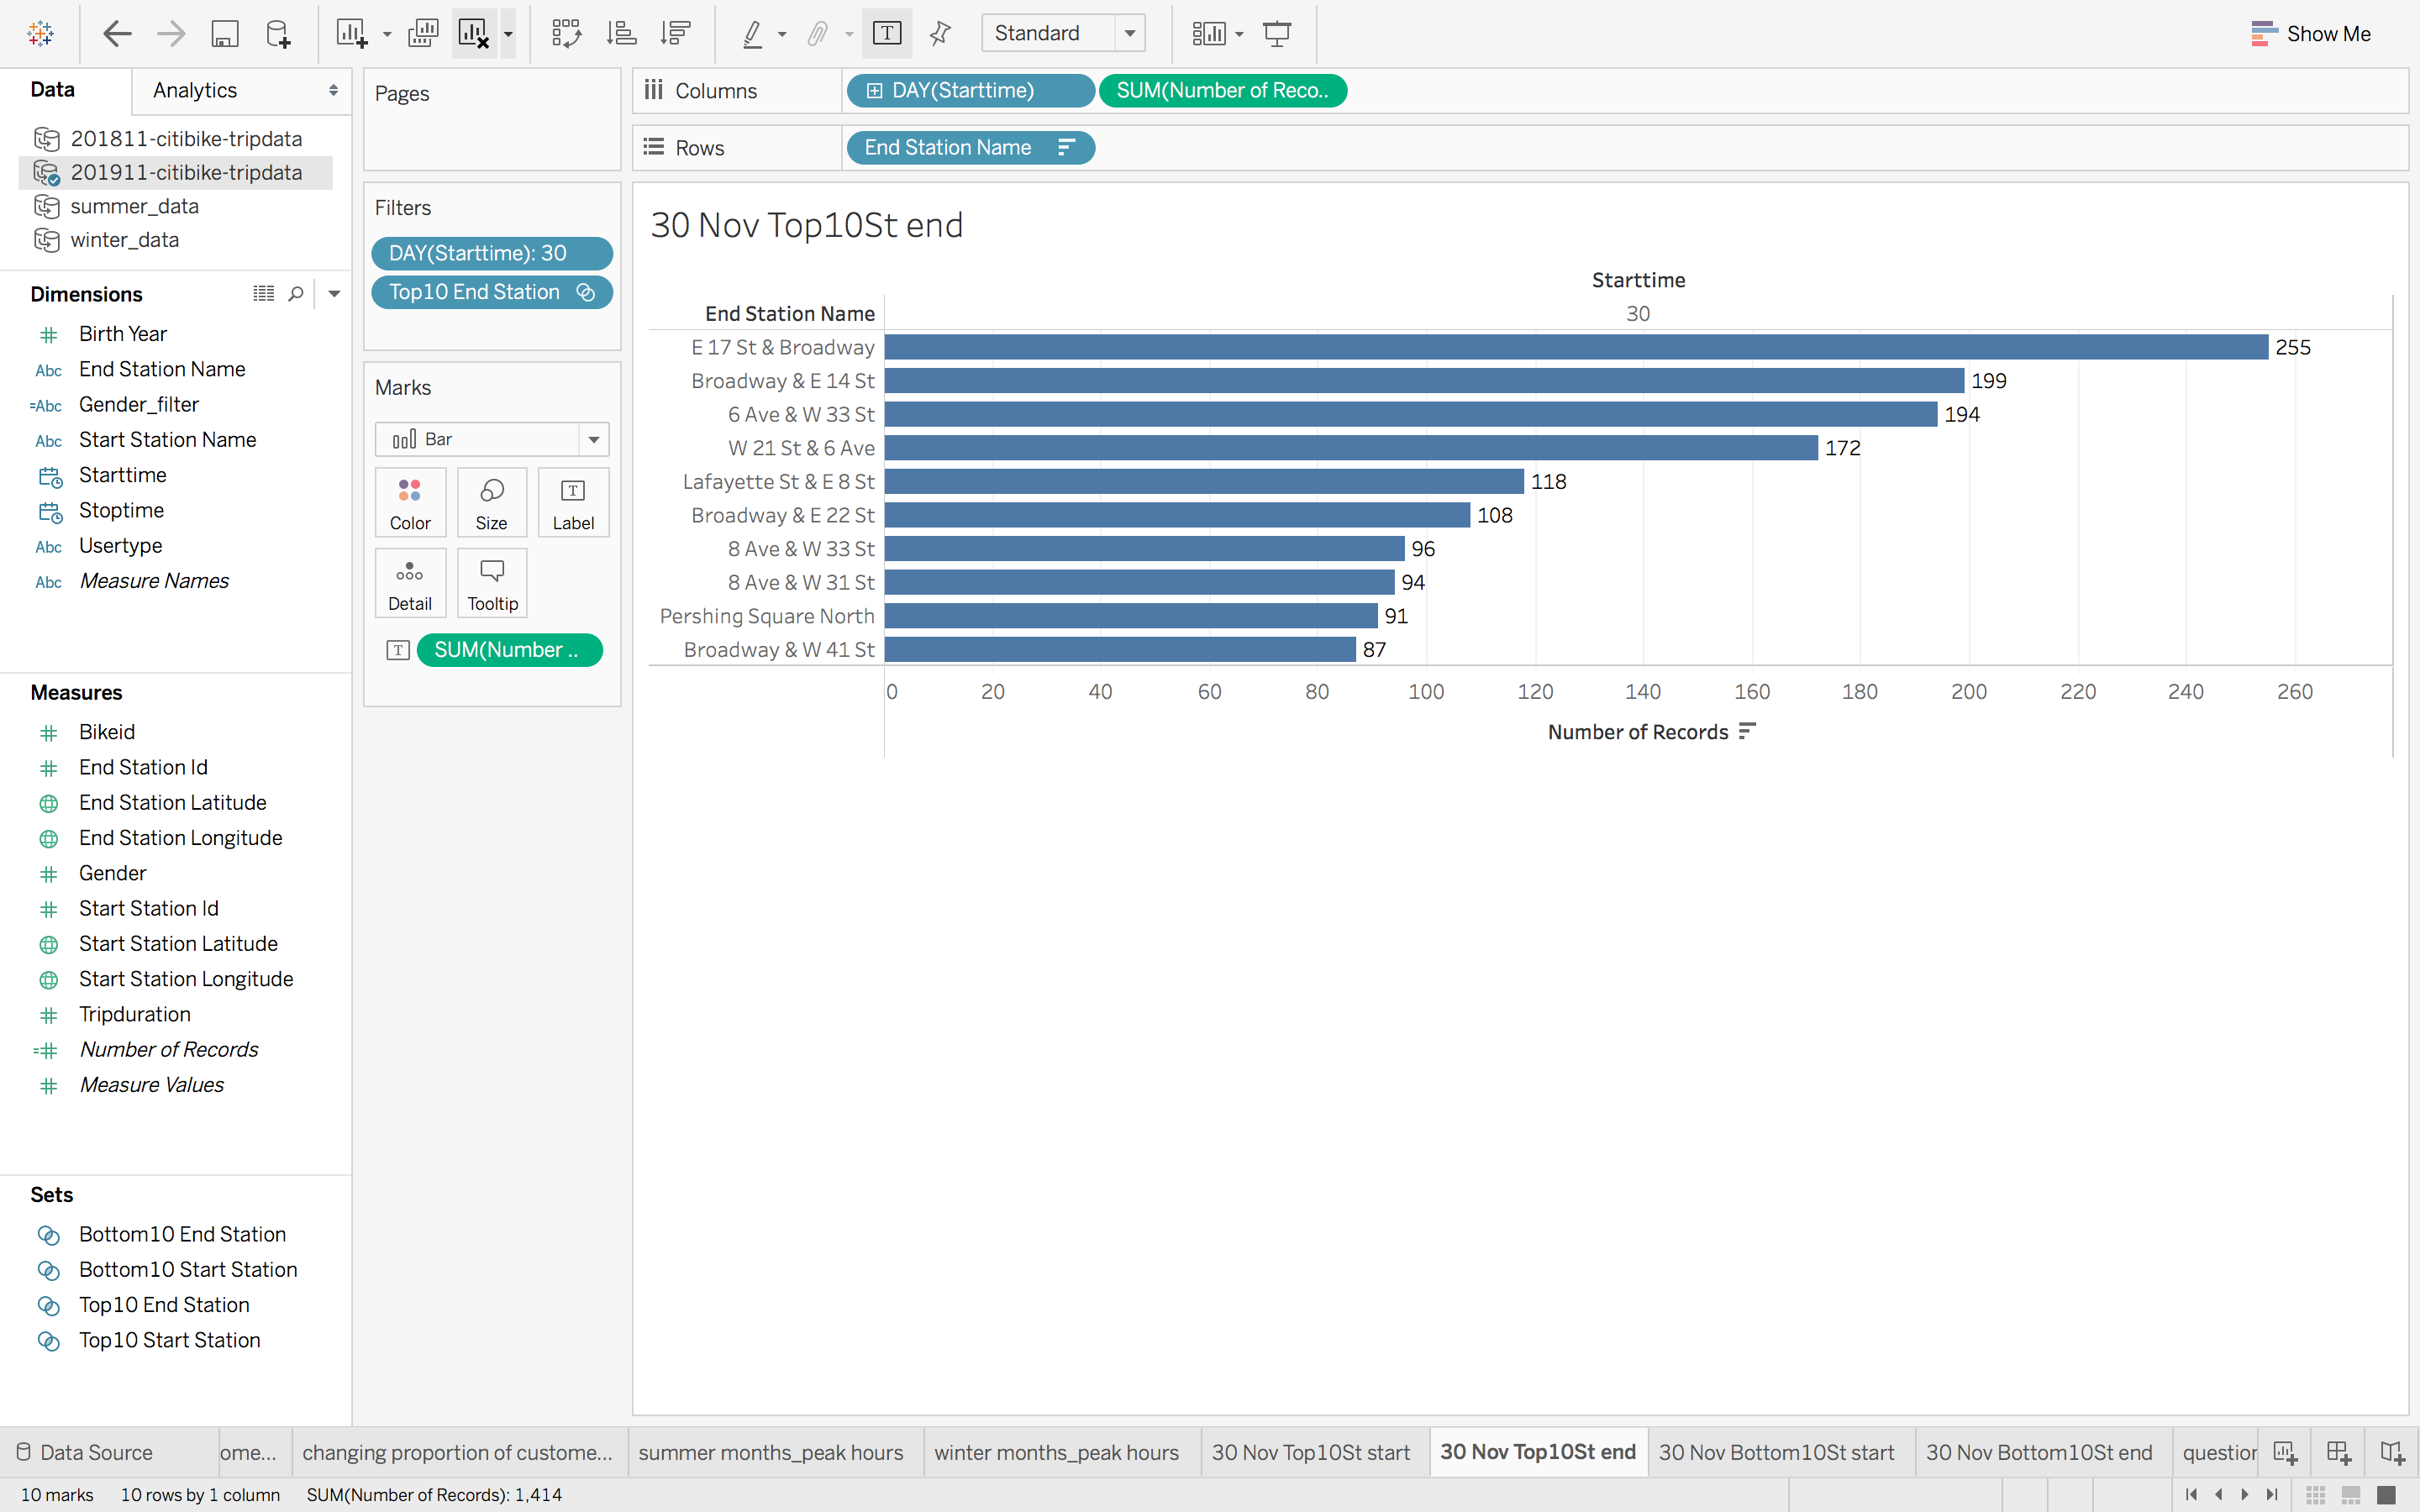 Standard
Show Me
Data
Analytics
201811-citibike-tripdata
201911-citibike-tripdata
summer_data
winter_data
Dimensions
Birth Year
Abc End Station Name
=Abc Gender_filter
Abc Start Station Name
Starttime
Stoptime
Abc Usertype
Abc Measure Names
Measures
Bikeid
End Station Id
End Station Latitude
End Station Longitude
Gender
Start Station Id
Start Station Latitude
Start Station Longitude
Tripduration
Number of Records
Measure Values
Sets
Bottom10 End Station
Bottom10 Start Station
Top10 End Station
Top10 Start Station
Pages
Filters
DAY(Starttime): 30
Top10 End Station
Marks
Bar
Color Size Label
Detail Tooltip
SUM(Number ..
Columns DAY(Starttime) SUM(Number of Reco..
Rows End Station Name
30 Nov Top10St end
Starttime
End Station Name 30
E 17 St & Broadway 255
Broadway & E 14 St 199
6 Ave & W 33 St 194
W 21 St & 6 Ave 172
Lafayette St & E 8 St 118
Broadway & E 22 St 108
8 Ave & W 33 St 96
8 Ave & W 31 St 94
Pershing Square North 91
Broadway & W 41 St 87
0 20 40 60 80 100 120 140 160 180 200 220 240 260
Number of Records
Data Source ome... changing proportion of custome... summer months_peak hours winter months_peak hours 30 Nov Top10St start 30 Nov Top10St end 30 Nov Bottom10St start 30 Nov Bottom10St end question
10 marks 10 rows by 1 column SUM(Number of Records): 1,414